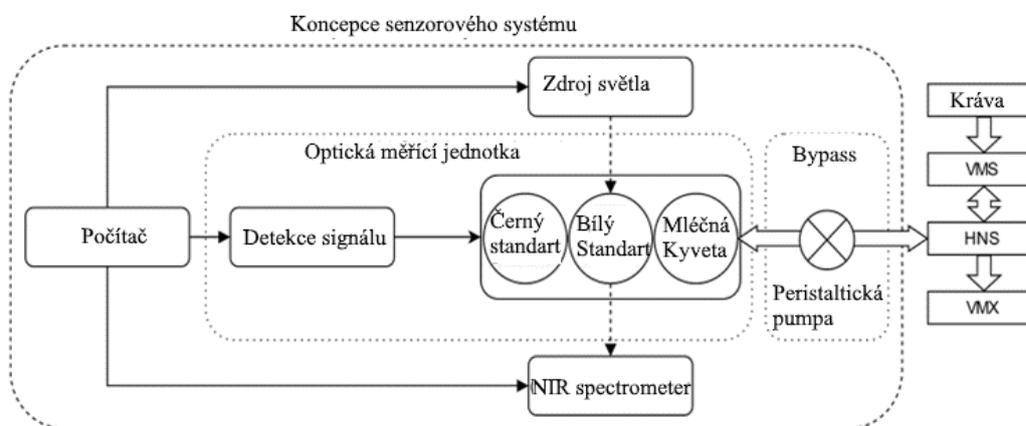 Koncepce senzorového systému
Zdroj světla
Kráva
Optická měřící jednotka
Bypass
VMS
Počítač
Detekce signálu
Černý
standart
Bílý
Standart
Mléčná
Kyveta
HNS
Peristaltická
pumpa
VMX
NIR spectrometer